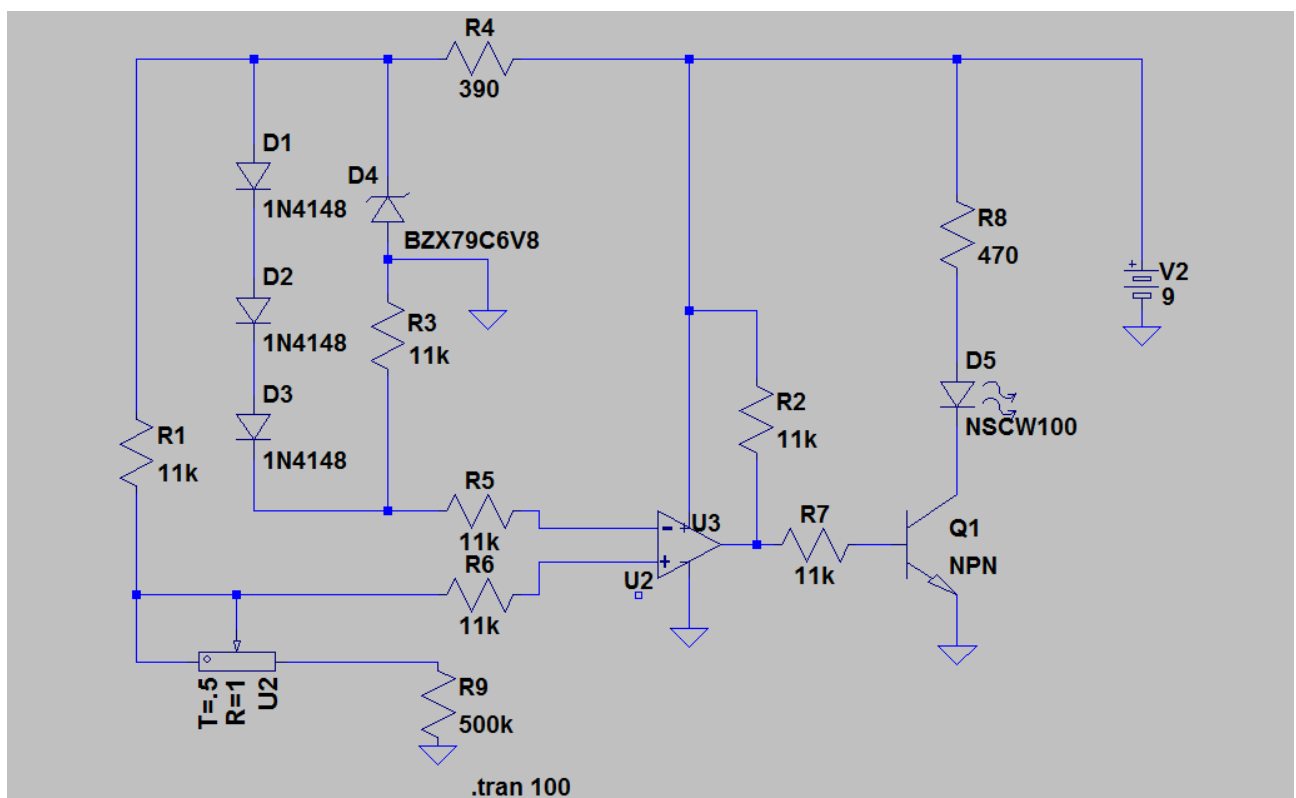 R4
390
D1
1N4148
D4
BZX79C6V8
R8
470
+
V2
9
D2
1N4148
R3
11k
D5
NSCW100
R2
11k
D3
1N4148
R1
11k
R5
11k
-
+
U3
R7
11k
Q1
NPN
R6
11k
+
U2
T=.5
R=1
U2
R9
500k
.tran 100